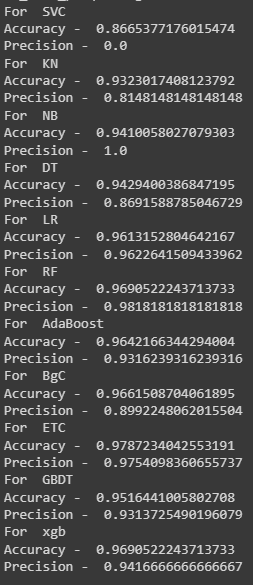 For  SVC
Accuracy -  0.8665377176015474
Precision -  0.0
For  KN
Accuracy -  0.9323017408123792
Precision -  0.8148148148148148
For  NB
Accuracy -  0.9410058027079303
Precision -  1.0
For  DT
Accuracy -  0.9429400386847195
Precision -  0.8691588785046729
For  LR
Accuracy -  0.9613152804642167
Precision -  0.9622641509433962
For  RF
Accuracy -  0.9690522243713733
Precision -  0.9818181818181818
For  AdaBoost
Accuracy -  0.9642166344294004
Precision -  0.9316239316239316
For  BgC
Accuracy -  0.9661508704061895
Precision -  0.8992248062015504
For  ETC
Accuracy -  0.9787234042553191
Precision -  0.9754098360655737
For  GBDT
Accuracy -  0.9516441005802708
Precision -  0.9313725490196079
For  xgb
Accuracy -  0.9690522243713733
Precision -  0.9416666666666667